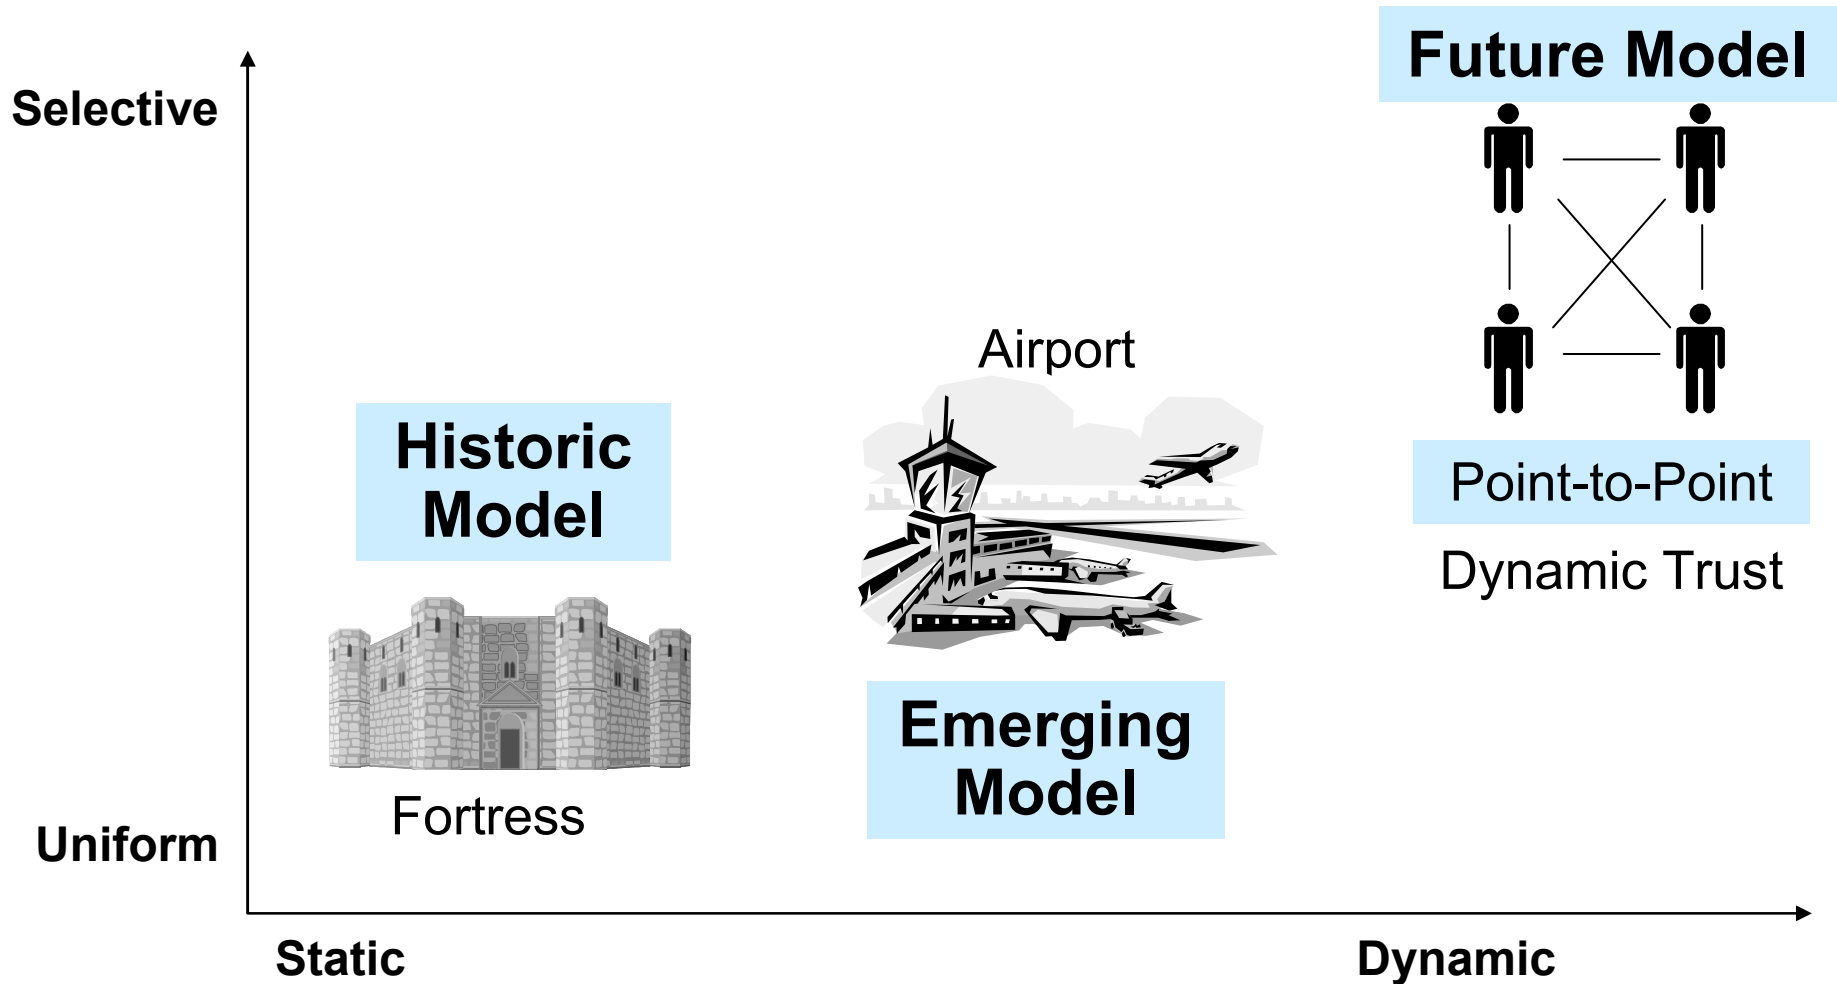 Future Model
Selective
Airport
Historic
Model
Point-to-Point
Dynamic Trust
Emerging
Model
Fortress
Uniform
Static
Dynamic